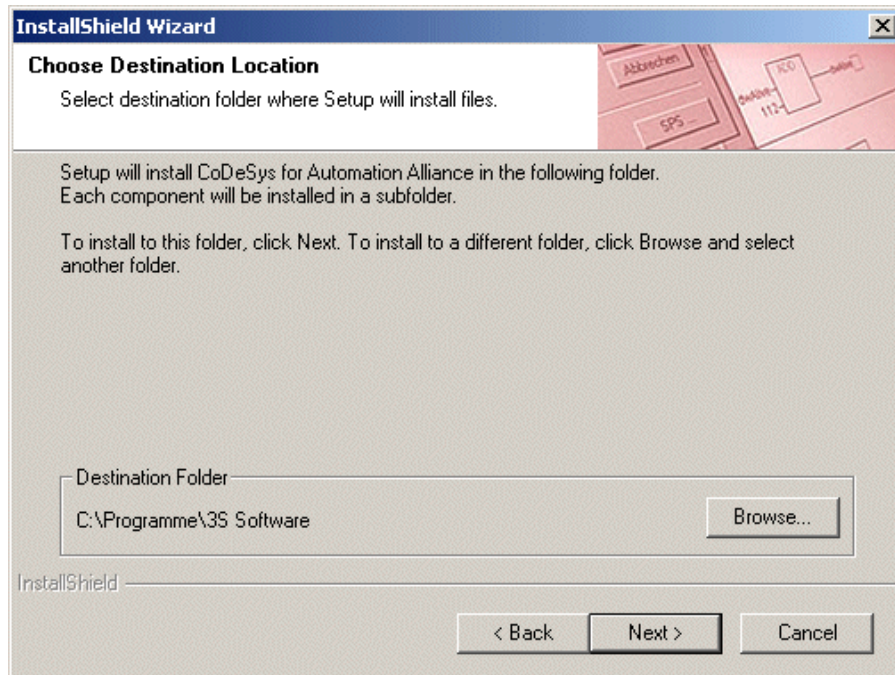 InstallShield Wizard
Choose Destination Location
Select destination folder where Setup will install files.
Abbrechen
SPS ...
ADD
112
Setup will install CoDeSys for Automation Alliance in the following folder.
Each component will be installed in a subfolder.
To install to this folder, click Next. To install to a different folder, click Browse and select
another folder.
Destination Folder
C:\Programme\3S Software
Browse...
InstallShield
< Back
Next >
Cancel